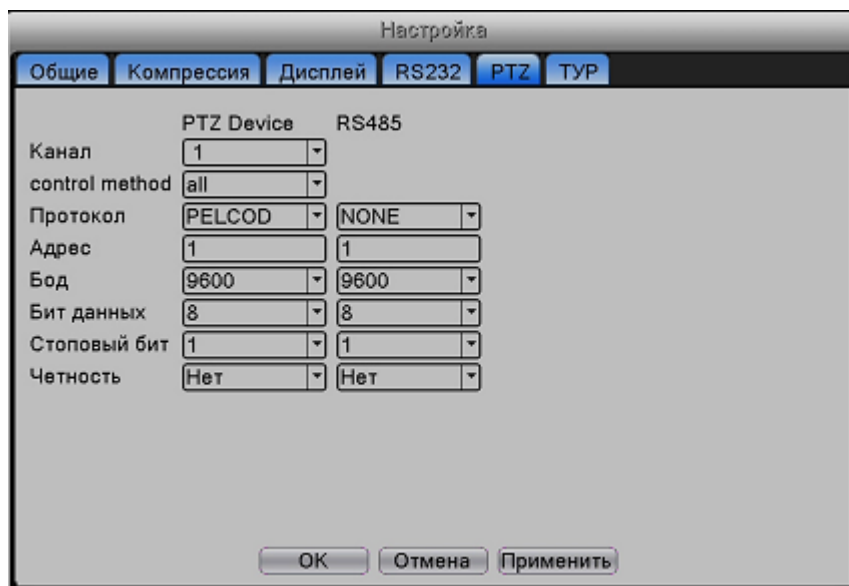 Настройка
Общие Компрессия Дисплей RS232 PTZ ТУР
PTZ Device RS485
Канал 1
control method all
Протокол PELCOD NONE
Адрес 1 1
Бод 9600 9600
Бит данных 8 8
Стоповый бит 1 1
Четность Нет Нет
OK Отмена Применить